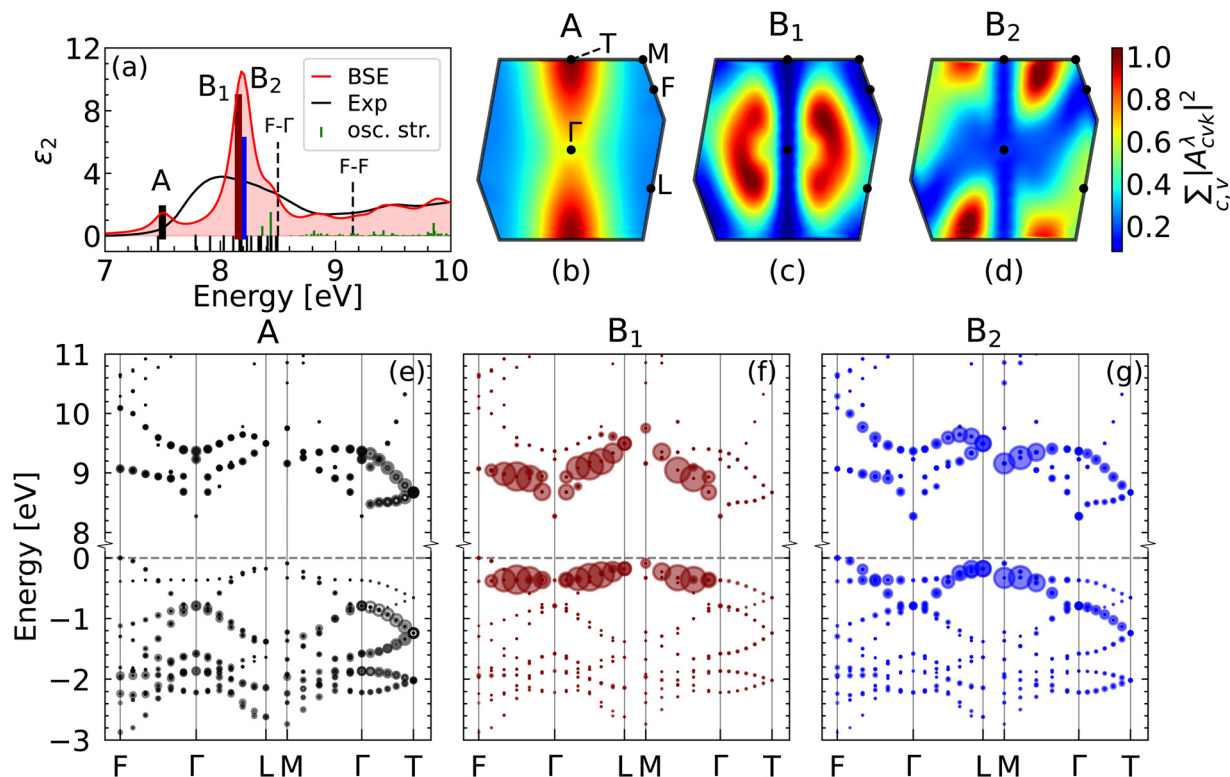 (a)
ε₂
12
8
4
0
B₁
B₂
A
F-Γ
F-F
BSE
Exp
osc. str.
7
8
9
10
Energy [eV]
A
T
M
F
Γ
L
(b)
B₁
(c)
B₂
(d)
1.0
0.8
0.6
0.4
0.2
∑c,v |Aλcvk|²
A
B₁
B₂
(e)
(f)
(g)
Energy [eV]
11
10
9
8
0
−1
−2
−3
F Γ L M Γ T
F Γ L M Γ T
F Γ L M Γ T